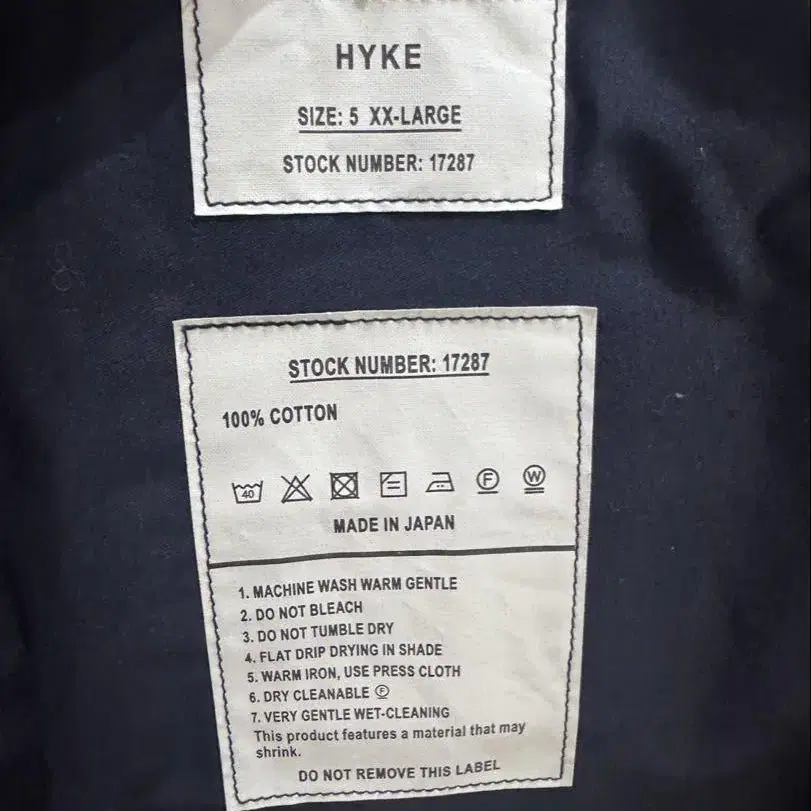 HYKE
SIZE: 5 XX-LARGE
STOCK NUMBER: 17287
STOCK NUMBER: 17287
100% COTTON
40 F W
MADE IN JAPAN
1. MACHINE WASH WARM GENTLE
2. DO NOT BLEACH
3. DO NOT TUMBLE DRY
4. FLAT DRIP DRYING IN SHADE
5. WARM IRON, USE PRESS CLOTH
6. DRY CLEANABLE Ⓕ
7. VERY GENTLE WET-CLEANING
This product features a material that may
shrink.
DO NOT REMOVE THIS LABEL